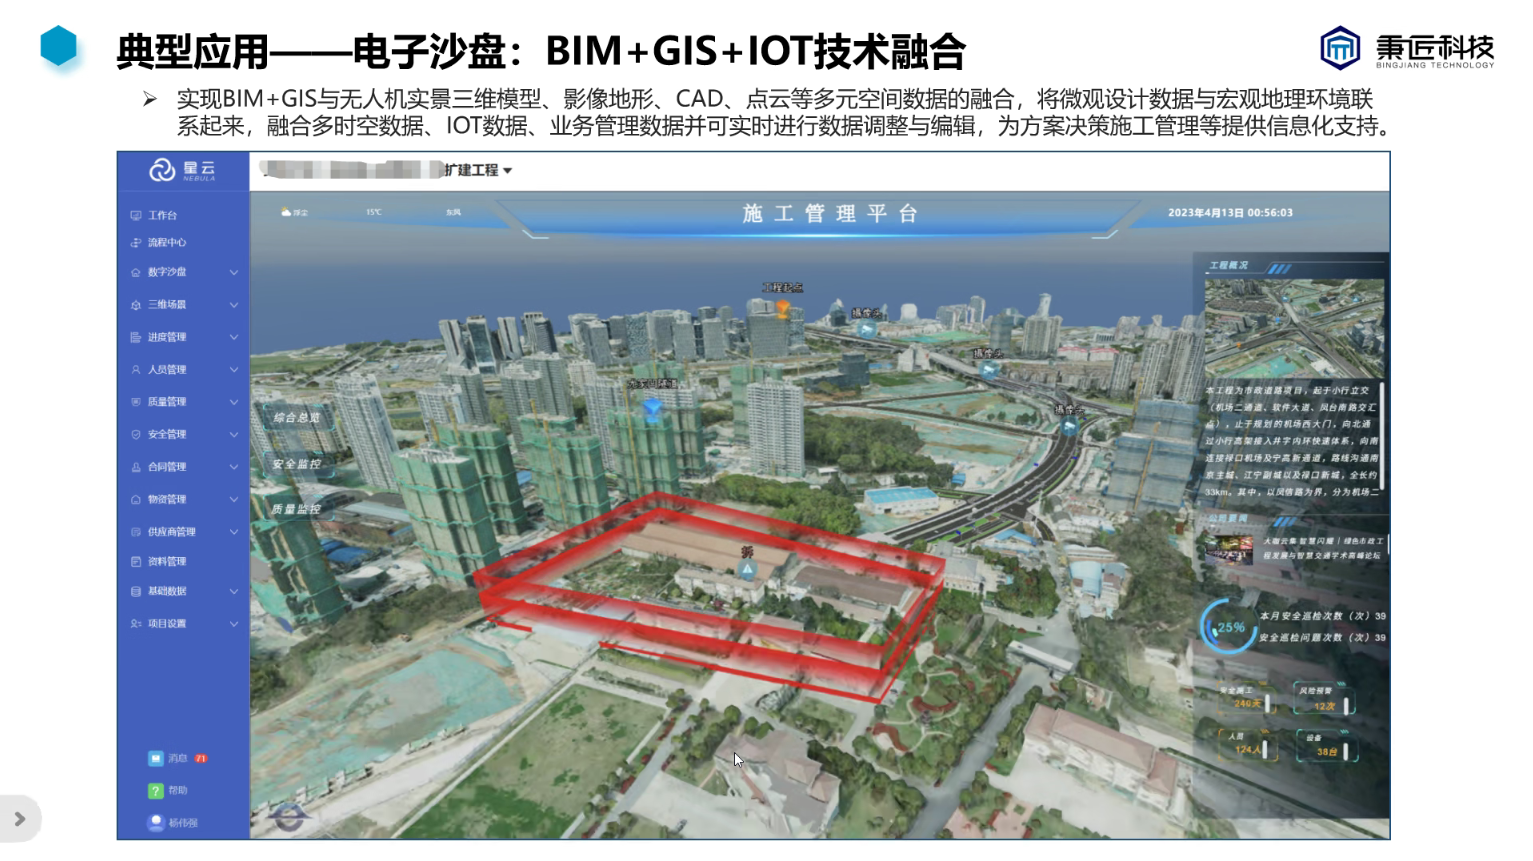 典型应用——电子沙盘：BIM+GIS+IOT技术融合
秉匠科技
BINGJIANG TECHNOLOGY
➢ 实现BIM+GIS与无人机实景三维模型、影像地形、CAD、点云等多元空间数据的融合，将微观设计数据与宏观地理环境联
系起来，融合多时空数据、IOT数据、业务管理数据并可实时进行数据调整与编辑，为方案决策施工管理等提供信息化支持。
星云
NEBULA
扩建工程
工作台
流程中心
数字沙盘
三维场景
进度管理
人员管理
质量管理
安全管理
合同管理
物资管理
供应商管理
资料管理
基础数据
项目设置
消息 71
帮助
杨伟强
浮尘 15℃ 东风
施工管理平台
2023年4月13日 00:56:03
工程起点
摄像头
摄像头
摄像头
综合总览
安全监控
质量监控
拆
工程概况
本工程为市政道路项目，起于小行立交
（机场二通道、软件大道、凤台南路交汇
点），止于规划的机场西大门，向北通
过小行高架接入井字内环快速体系，向南
连接禄口机场及宁高新通道，路线沟通南
京主城、江宁副城以及禄口新城，全长约
33km。其中，以凤信路为界，分为机场二
大咖云集 智慧闪耀｜绿色市政工
程发展与智慧交通学术高峰论坛
25%
本月安全巡检次数（次）39
安全巡检问题次数（次）39
安全施工
240天
风险预警
12次
人员
124人
设备
38台